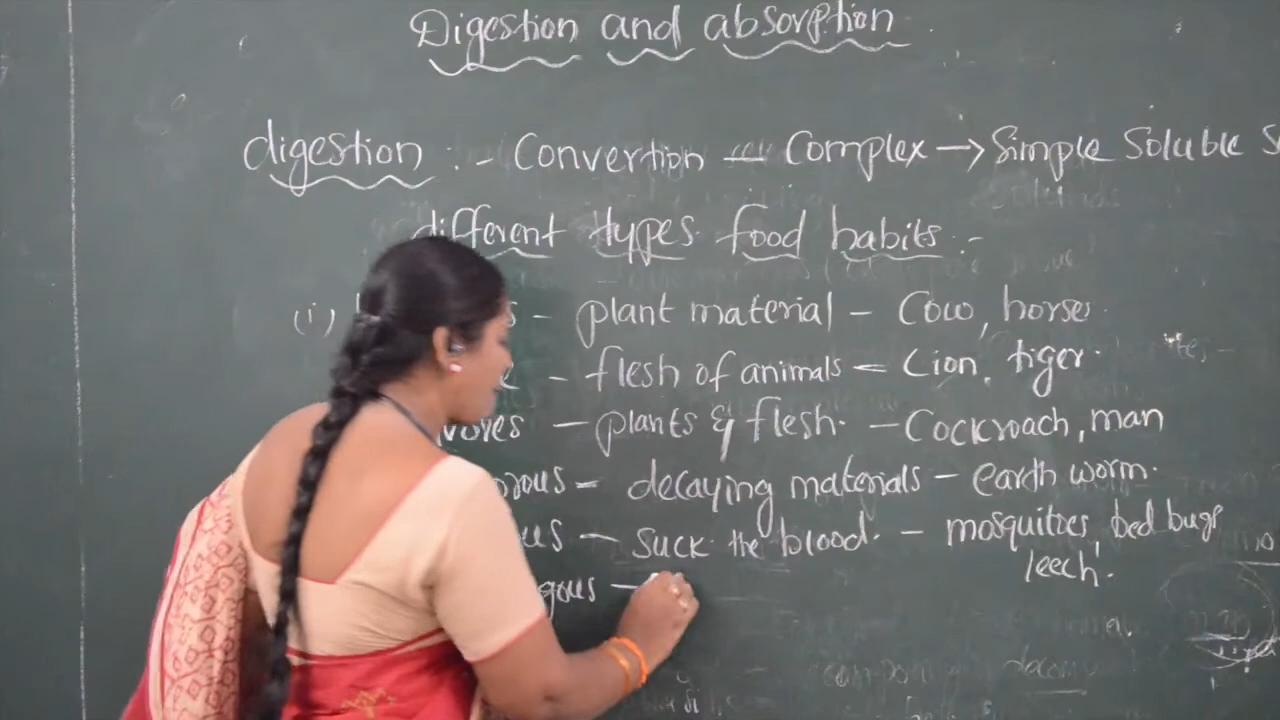 Digestion and absorption
digestion :- Convertion — Complex → Simple Soluble S
different types food habits :-
(i) s - plant material - Cow, horse.
- flesh of animals = Lion, tiger.
vores - plants & flesh. - Cockroach, man
orous - decaying materials - earth worm.
us - Suck the blood. - mosquitoes, bed bugs
leech.
gous -